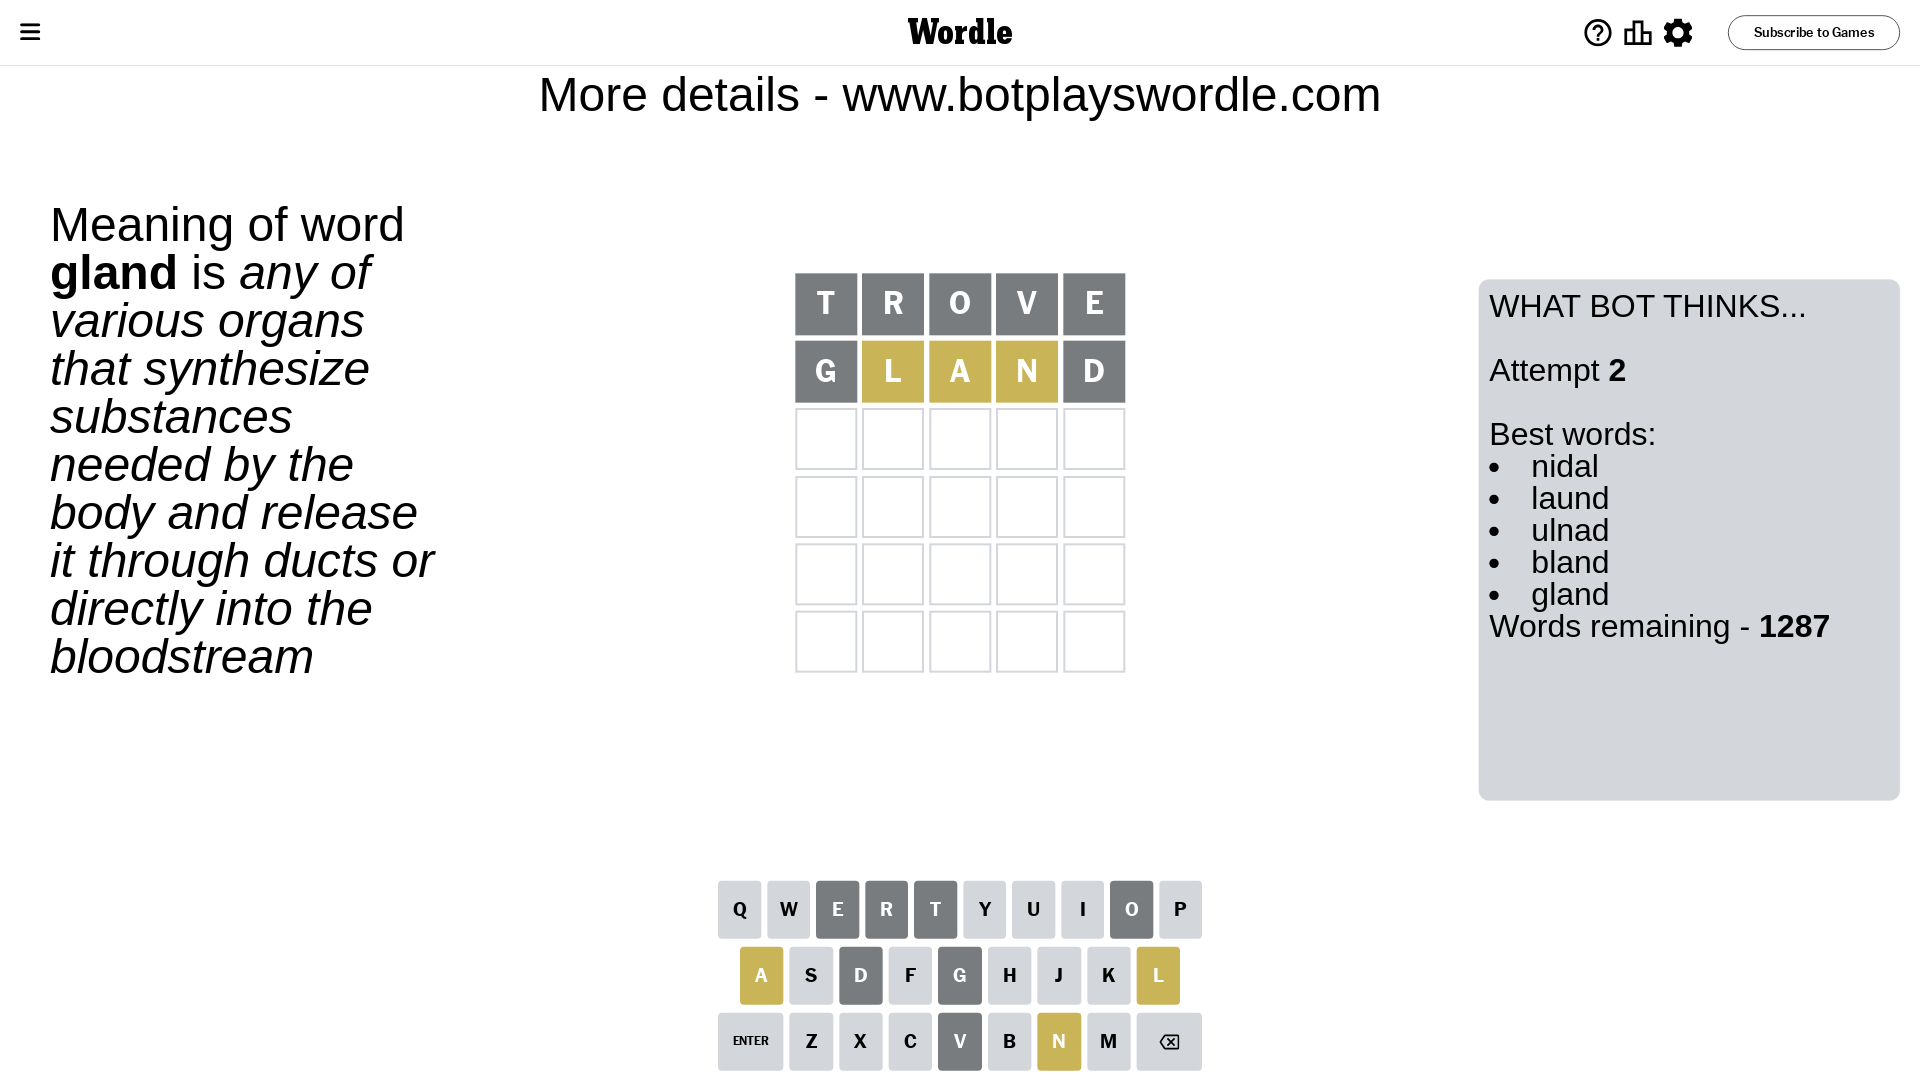 Wordle
Subscribe to Games
More details - www.botplayswordle.com
Meaning of word
gland is any of
various organs
that synthesize
substances
needed by the
body and release
it through ducts or
directly into the
bloodstream
T R O V E
G L A N D
WHAT BOT THINKS...
Attempt 2
Best words:
• nidal
• laund
• ulnad
• bland
• gland
Words remaining - 1287
Q W E R T Y U I O P
A S D F G H J K L
ENTER Z X C V B N M